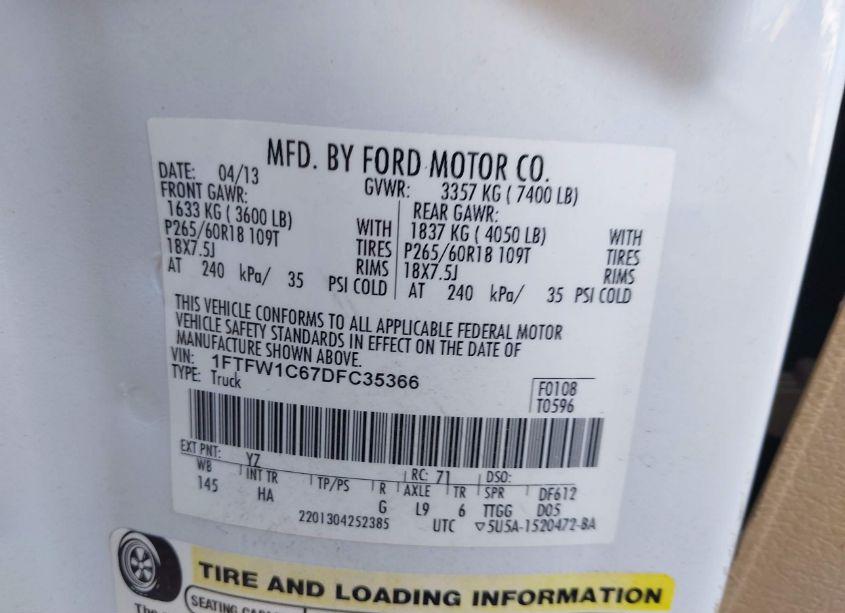 MFD. BY FORD MOTOR CO.
DATE: 04/13 GVWR: 3357 KG ( 7400 LB)
FRONT GAWR: REAR GAWR:
1633 KG ( 3600 LB) WITH 1837 KG ( 4050 LB) WITH
P265/60R18 109T TIRES P265/60R18 109T TIRES
18X7.5J RIMS 18X7.5J RIMS
AT 240 kPa/ 35 PSI COLD AT 240 kPa/ 35 PSI COLD
THIS VEHICLE CONFORMS TO ALL APPLICABLE FEDERAL MOTOR
VEHICLE SAFETY STANDARDS IN EFFECT ON THE DATE OF
MANUFACTURE SHOWN ABOVE.
VIN: 1FTFW1C67DFC35366
TYPE: Truck F0108
T0596
EXT PNT: YZ RC: 71 DSO:
WB INT TR TP/PS R AXLE TR SPR DF612
145 HA G L9 6 TTGG D05
2201304252385 UTC ▽5U5A-1520472-BA
TIRE AND LOADING INFORMATION
SEATING
The